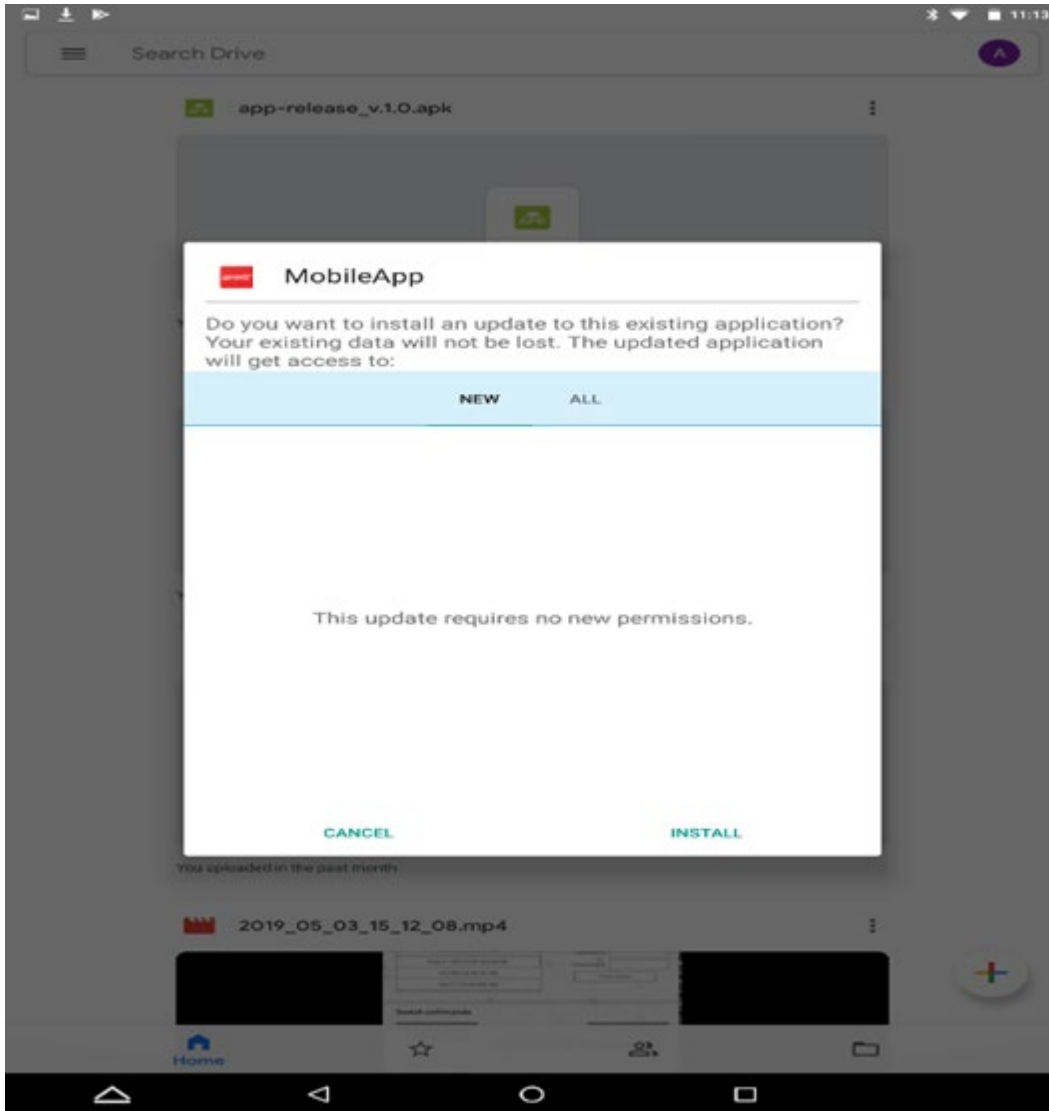 11:13
Search Drive
A
app-release_v.1.0.apk
MobileApp
Do you want to install an update to this existing application?
Your existing data will not be lost. The updated application
will get access to:
NEW ALL
This update requires no new permissions.
CANCEL INSTALL
You uploaded in the past month
2019_05_03_15_12_08.mp4
Home